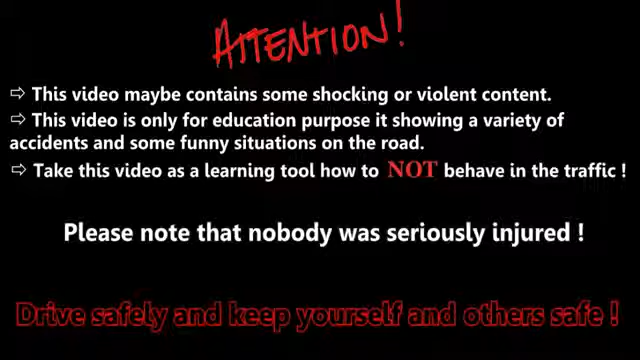 ATTENTION!
⇨ This video maybe contains some shocking or violent content.
⇨ This video is only for education purpose it showing a variety of
accidents and some funny situations on the road.
⇨ Take this video as a learning tool how to NOT behave in the traffic !
Please note that nobody was seriously injured !
Drive safely and keep yourself and others safe !